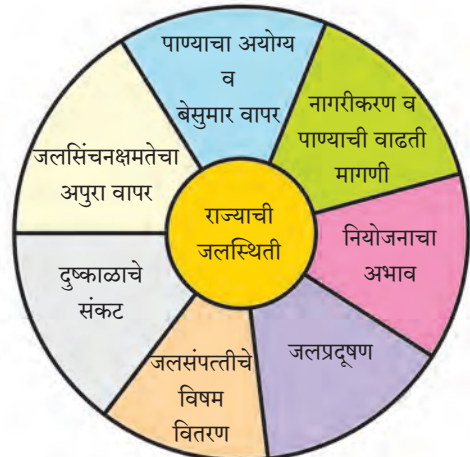 पाण्याचा अयोग्य
व
बेसुमार वापर
नागरीकरण व
पाण्याची वाढती
मागणी
नियोजनाचा
अभाव
जलप्रदूषण
जलसंपत्तीचे
विषम
वितरण
दुष्काळाचे
संकट
जलसिंचनक्षमतेचा
अपुरा वापर
राज्याची
जलस्थिती